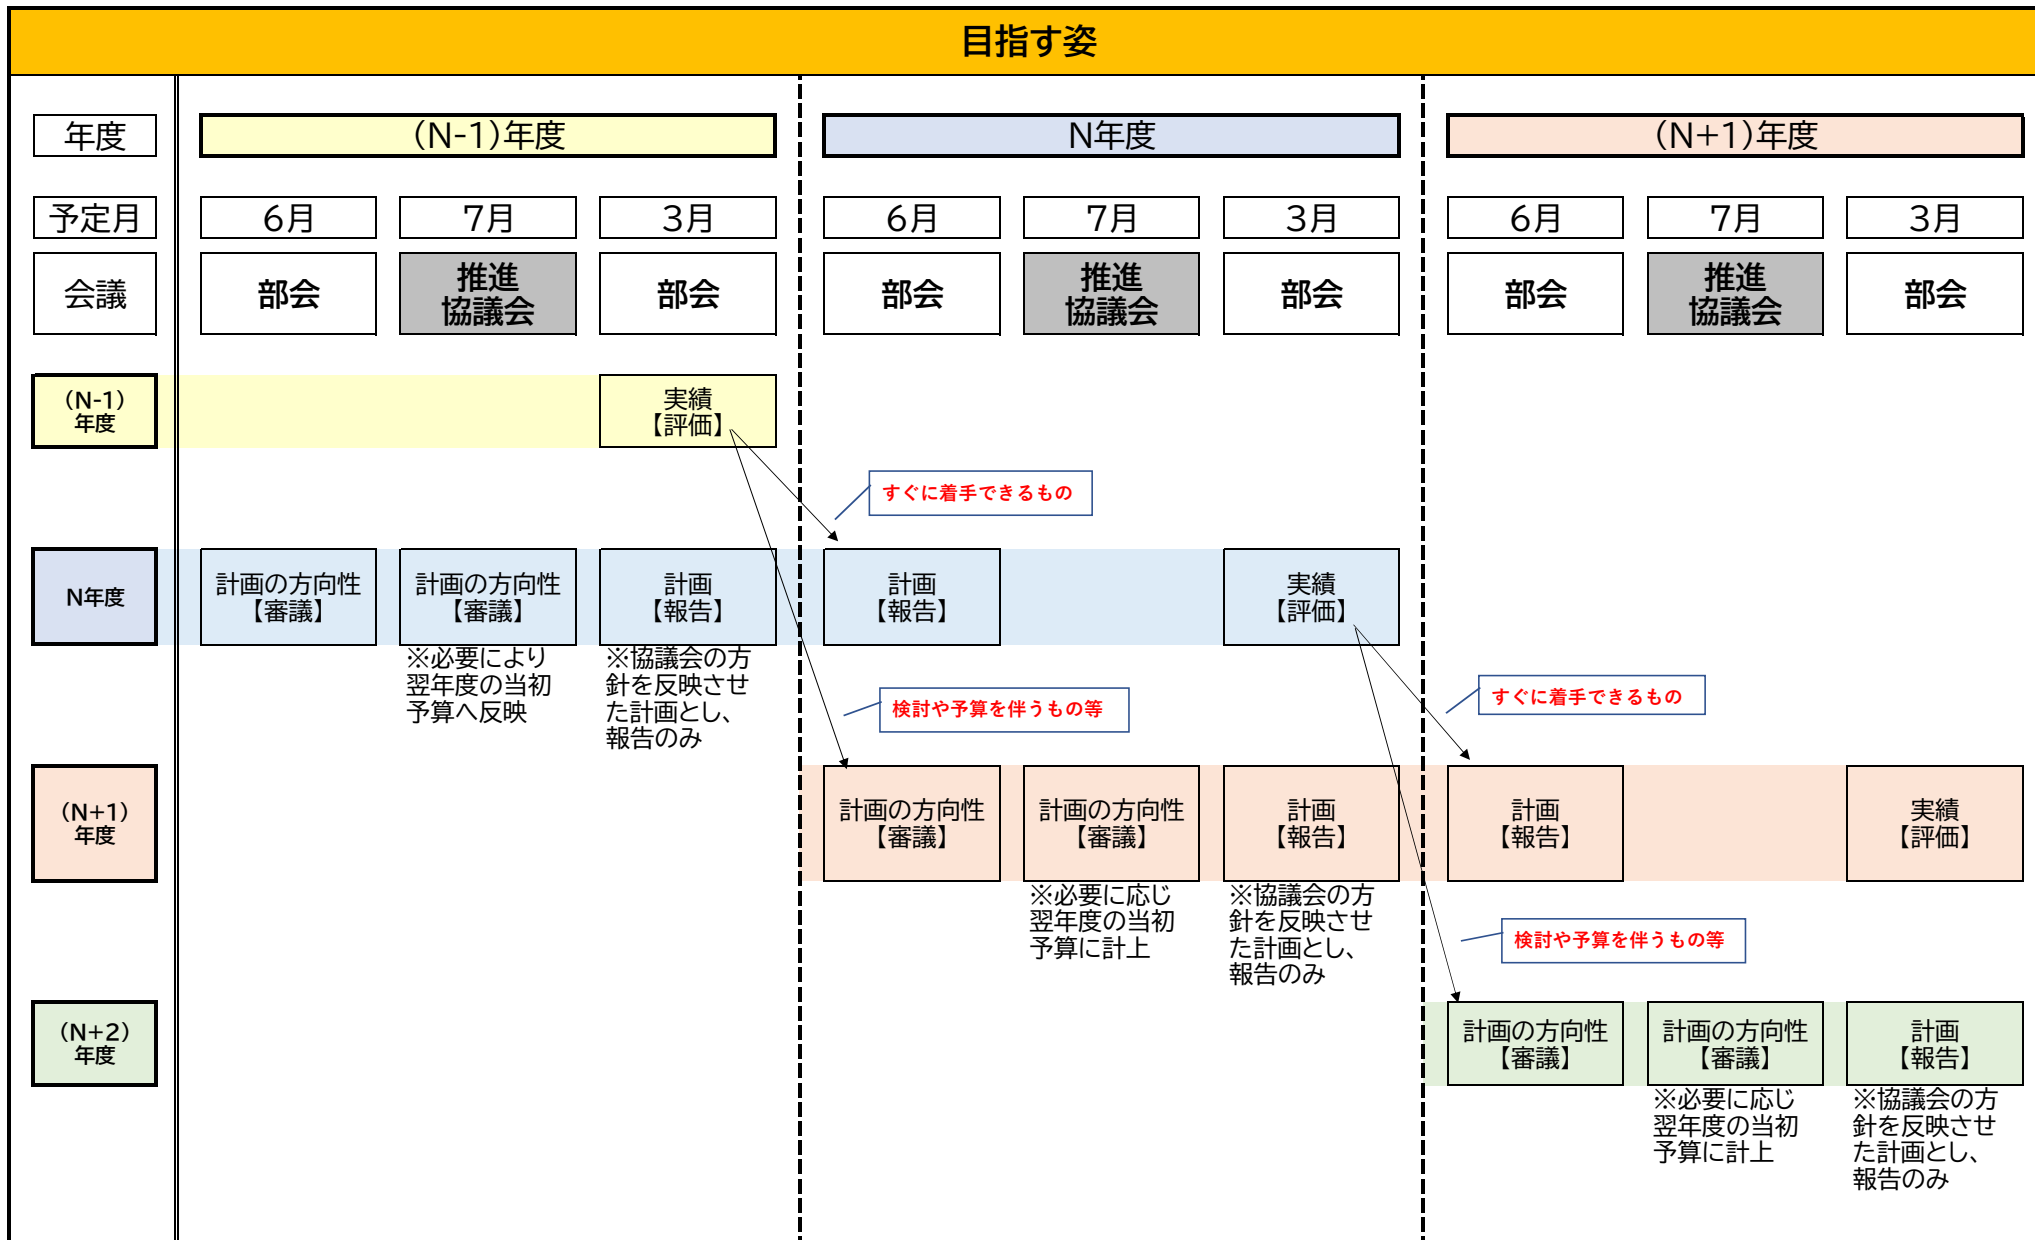 目指す姿
年度
(N-1)年度
N年度
(N+1)年度
予定月
6月
7月
3月
6月
7月
3月
6月
7月
3月
会議
部会
推進
協議会
部会
部会
推進
協議会
部会
部会
推進
協議会
部会
(N-1)
年度
実績
【評価】
すぐに着手できるもの
N年度
計画の方向性
【審議】
計画の方向性
【審議】
計画
【報告】
計画
【報告】
実績
【評価】
※必要により
翌年度の当初
予算へ反映
※協議会の方
針を反映させ
た計画とし、
報告のみ
検討や予算を伴うもの等
すぐに着手できるもの
(N+1)
年度
計画の方向性
【審議】
計画の方向性
【審議】
計画
【報告】
計画
【報告】
実績
【評価】
※必要に応じ
翌年度の当初
予算に計上
※協議会の方
針を反映させ
た計画とし、
報告のみ
検討や予算を伴うもの等
(N+2)
年度
計画の方向性
【審議】
計画の方向性
【審議】
計画
【報告】
※必要に応じ
翌年度の当初
予算に計上
※協議会の方
針を反映させ
た計画とし、
報告のみ